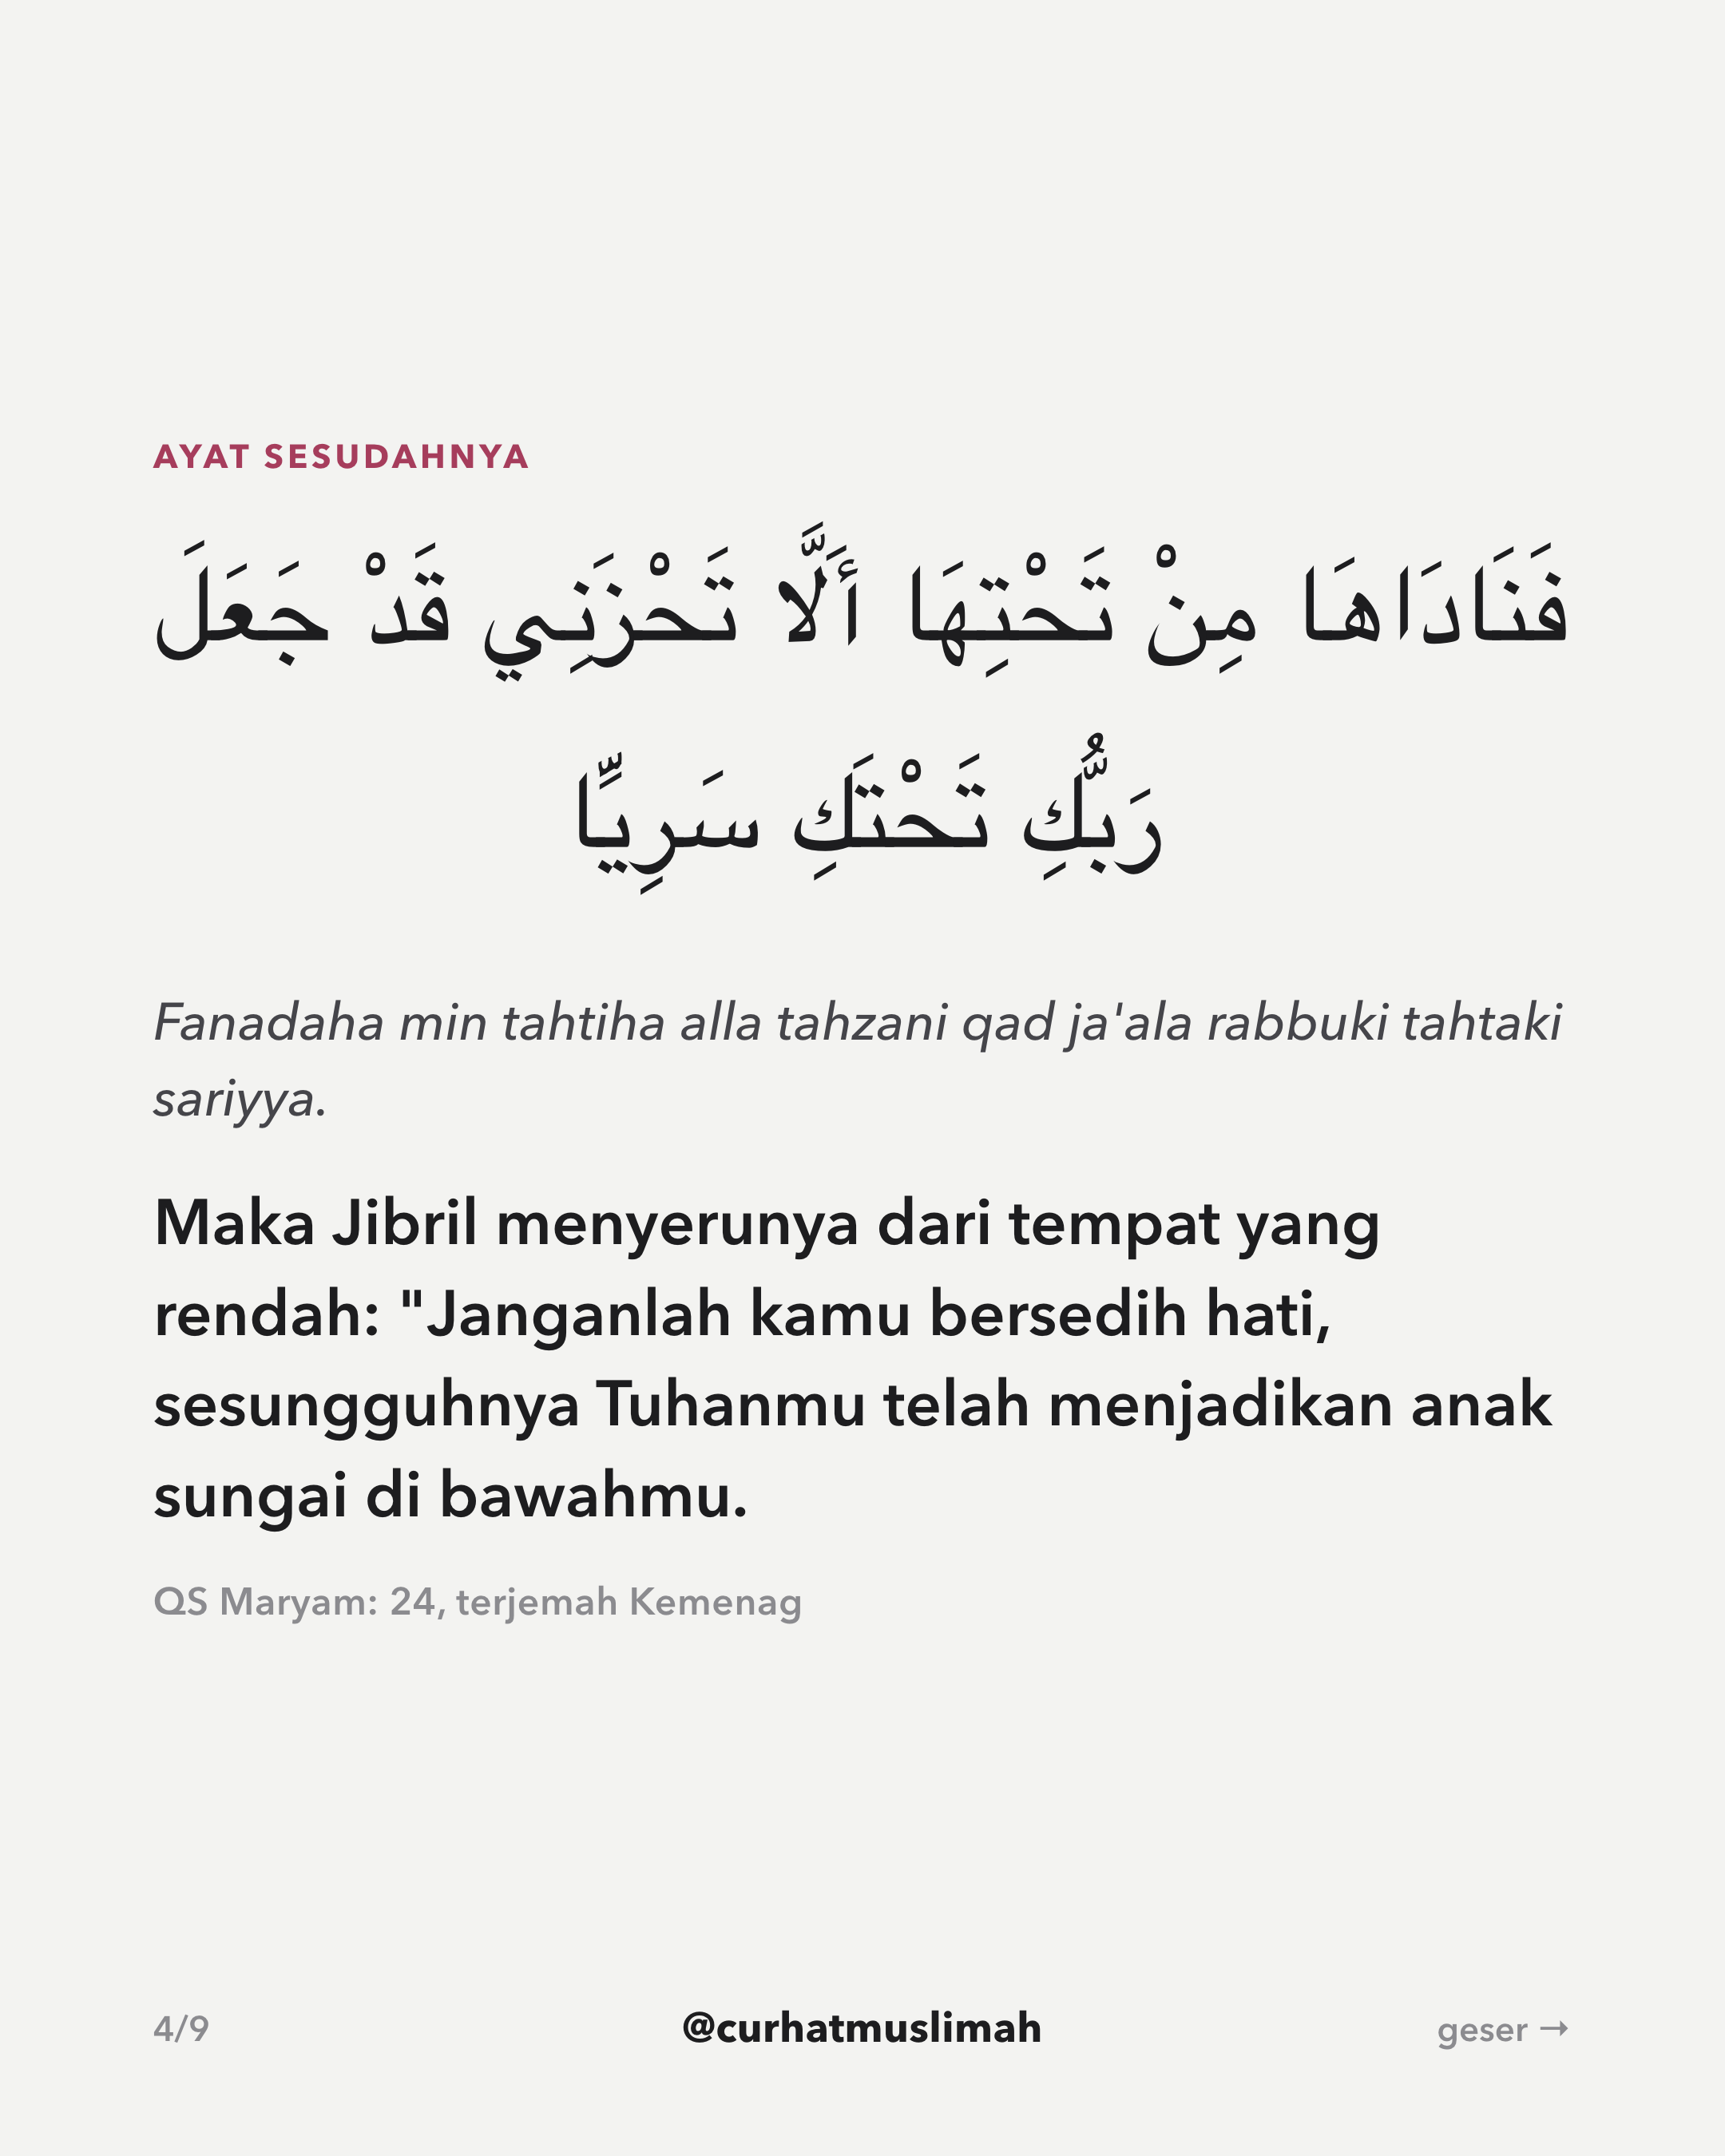 AYAT SESUDAHNYA
فَنَادَاهَا مِنْ تَحْتِهَا أَلَّا تَحْزَنِي قَدْ جَعَلَ
رَبُّكِ تَحْتَكِ سَرِيًّا
Fanadaha min tahtiha alla tahzani qad ja'ala rabbuki tahtaki
sariyya.
Maka Jibril menyerunya dari tempat yang
rendah: "Janganlah kamu bersedih hati,
sesungguhnya Tuhanmu telah menjadikan anak
sungai di bawahmu.
QS Maryam: 24, terjemah Kemenag
4/9
@curhatmuslimah
geser →